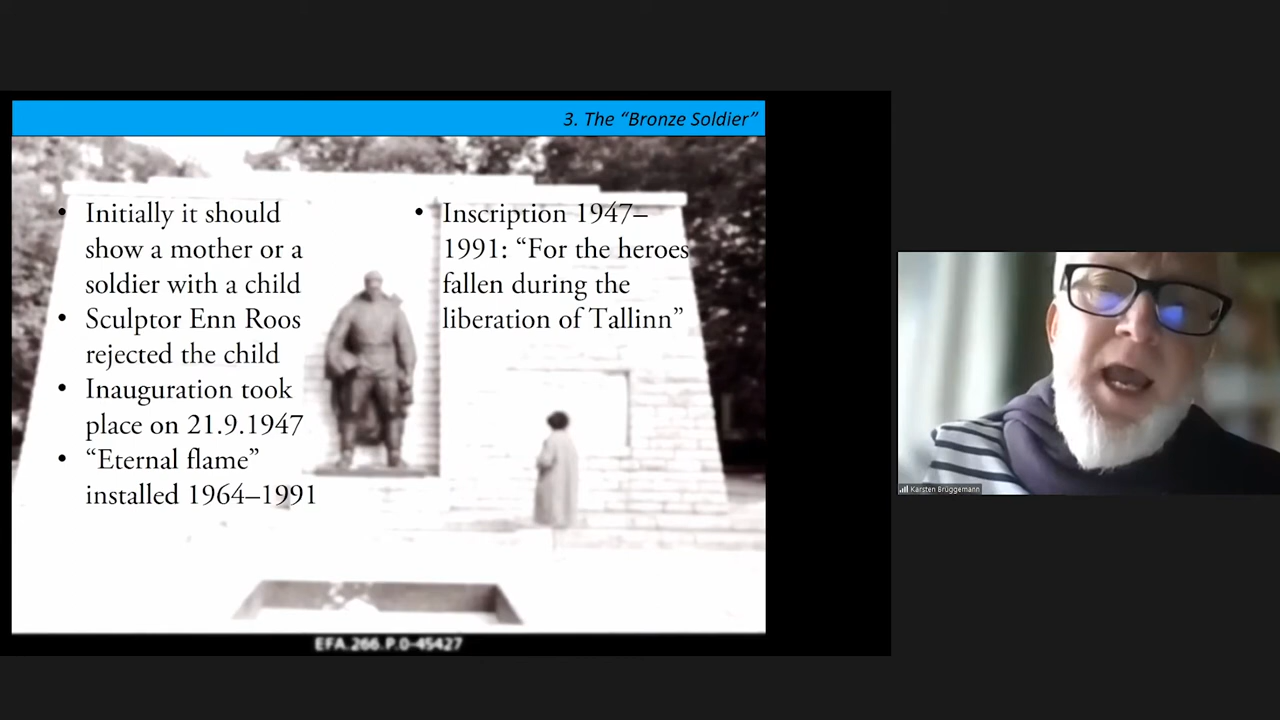 3. The “Bronze Soldier”
• Initially it should
show a mother or a
soldier with a child
• Sculptor Enn Roos
rejected the child
• Inauguration took
place on 21.9.1947
• “Eternal flame”
installed 1964–1991
• Inscription 1947–
1991: “For the heroes
fallen during the
liberation of Tallinn”
EFA.266.P.0-45427
Karsten Brüggemann